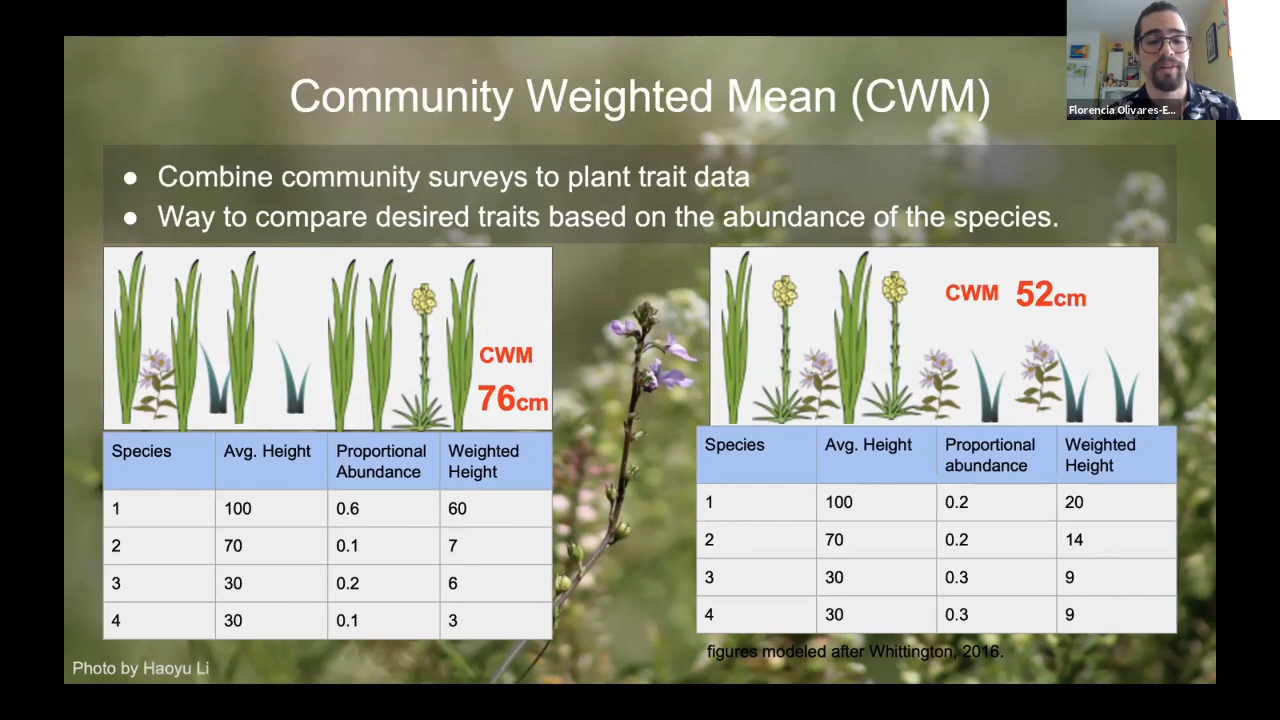 Florencia Olivares-E...
Community Weighted Mean (CWM)
● Combine community surveys to plant trait data
● Way to compare desired traits based on the abundance of the species.
CWM
76cm
Species Avg. Height Proportional Abundance Weighted Height
1 100 0.6 60
2 70 0.1 7
3 30 0.2 6
4 30 0.1 3
CWM 52cm
Species Avg. Height Proportional abundance Weighted Height
1 100 0.2 20
2 70 0.2 14
3 30 0.3 9
4 30 0.3 9
figures modeled after Whittington, 2016.
Photo by Haoyu Li